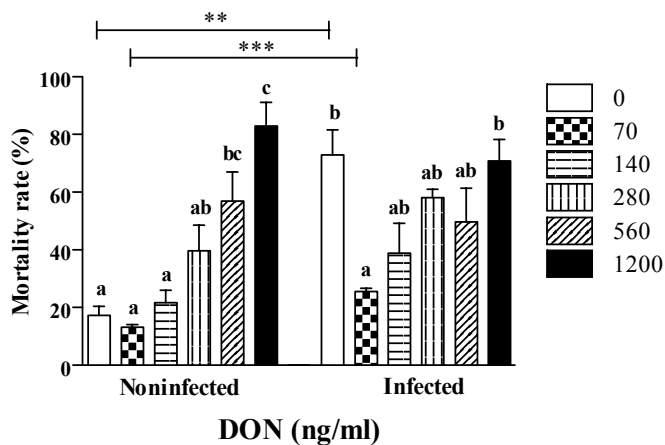 **
***
100
80
60
40
20
0
Mortality rate (%)
a
a
a
ab
bc
c
b
a
ab
ab
ab
b
Noninfected
Infected
DON (ng/ml)
0
70
140
280
560
1200